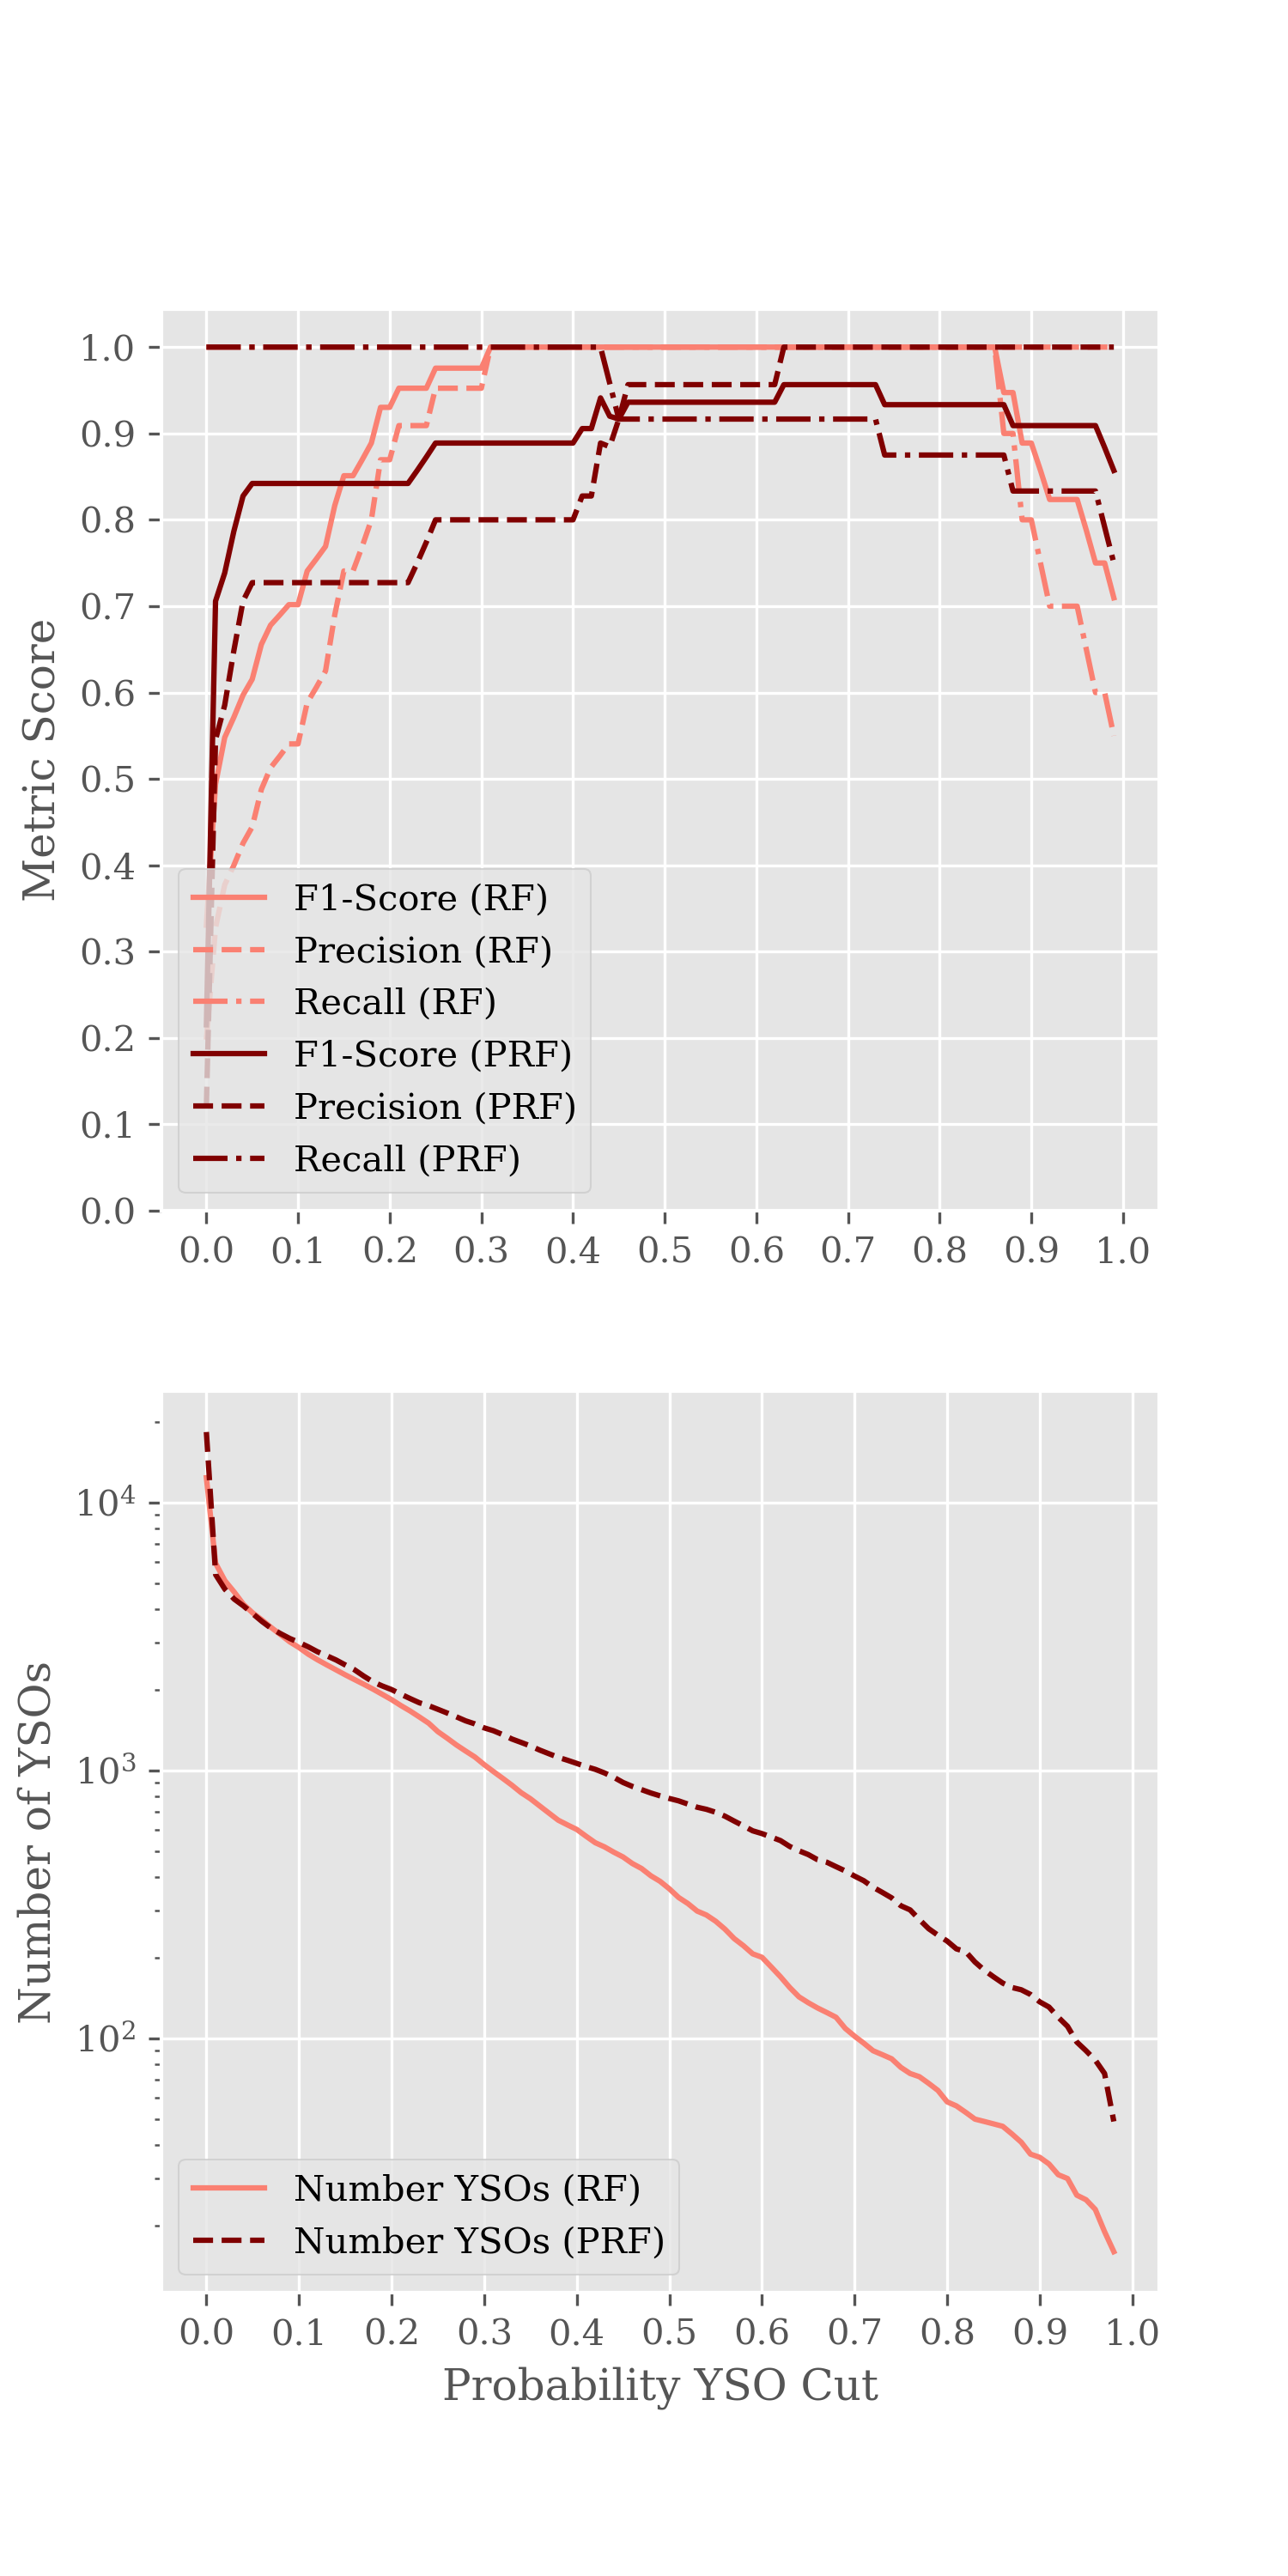 1.0
0.9
0.8
0.7
0.6
0.5
0.4
0.3
0.2
0.1
0.0
Metric Score
F1-Score (RF)
Precision (RF)
Recall (RF)
F1-Score (PRF)
Precision (PRF)
Recall (PRF)
0.0 0.1 0.2 0.3 0.4 0.5 0.6 0.7 0.8 0.9 1.0
10⁴
10³
10²
Number of YSOs
Number YSOs (RF)
Number YSOs (PRF)
0.0 0.1 0.2 0.3 0.4 0.5 0.6 0.7 0.8 0.9 1.0
Probability YSO Cut